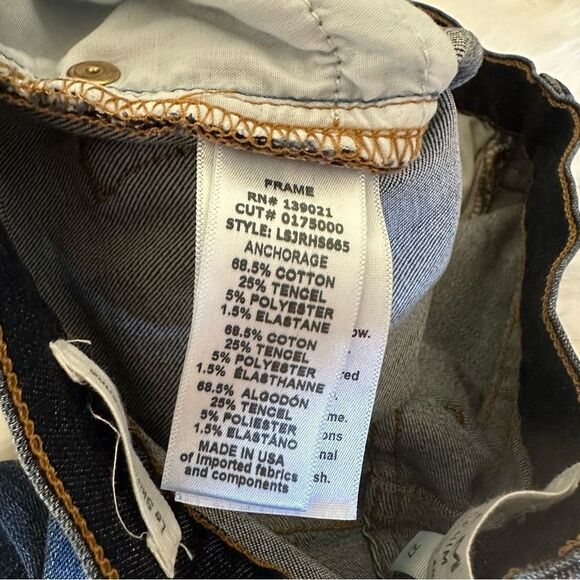 FRAME
RN# 139021
CUT# 0175000
STYLE: LSJRHS665
ANCHORAGE
68.5% COTTON
25% TENCEL
5% POLYESTER
1.5% ELASTANE
68.5% COTON
25% TENCEL
5% POLYESTER
1.5% ÉLASTHANNE
68.5% ALGODÓN
25% TENCEL
5% POLIESTER
1.5% ELASTANO
MADE IN USA
of imported fabrics
and components